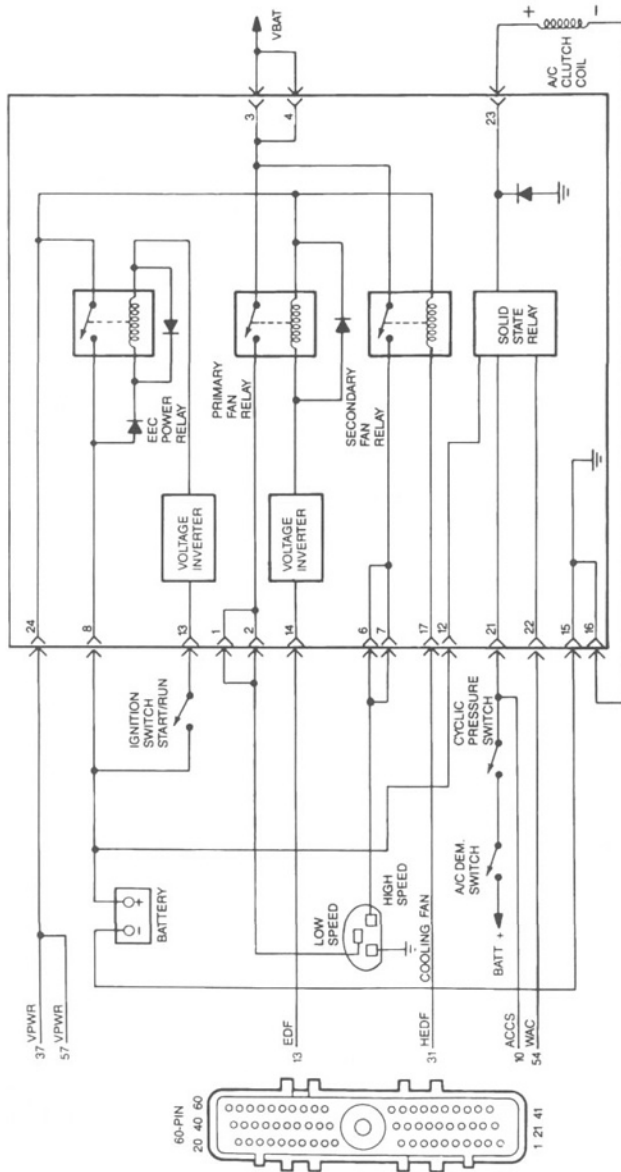 VBAT
+
-
A/C
CLUTCH
COIL
3
4
23
EEC
POWER
RELAY
PRIMARY
FAN
RELAY
SECONDARY
FAN
RELAY
SOLID
STATE
RELAY
VOLTAGE
INVERTER
VOLTAGE
INVERTER
24
8
13
1
2
14
6
7
17
12
21
22
15
16
IGNITION
SWITCH
START/RUN
CYCLIC
PRESSURE
SWITCH
A/C DEM.
SWITCH
BATT +
- +
BATTERY
LOW
SPEED
HIGH
SPEED
COOLING FAN
37 VPWR
57 VPWR
13 EDF
31 HEDF
10 ACCS
54 WAC
60-PIN
20 40 60
1 21 41